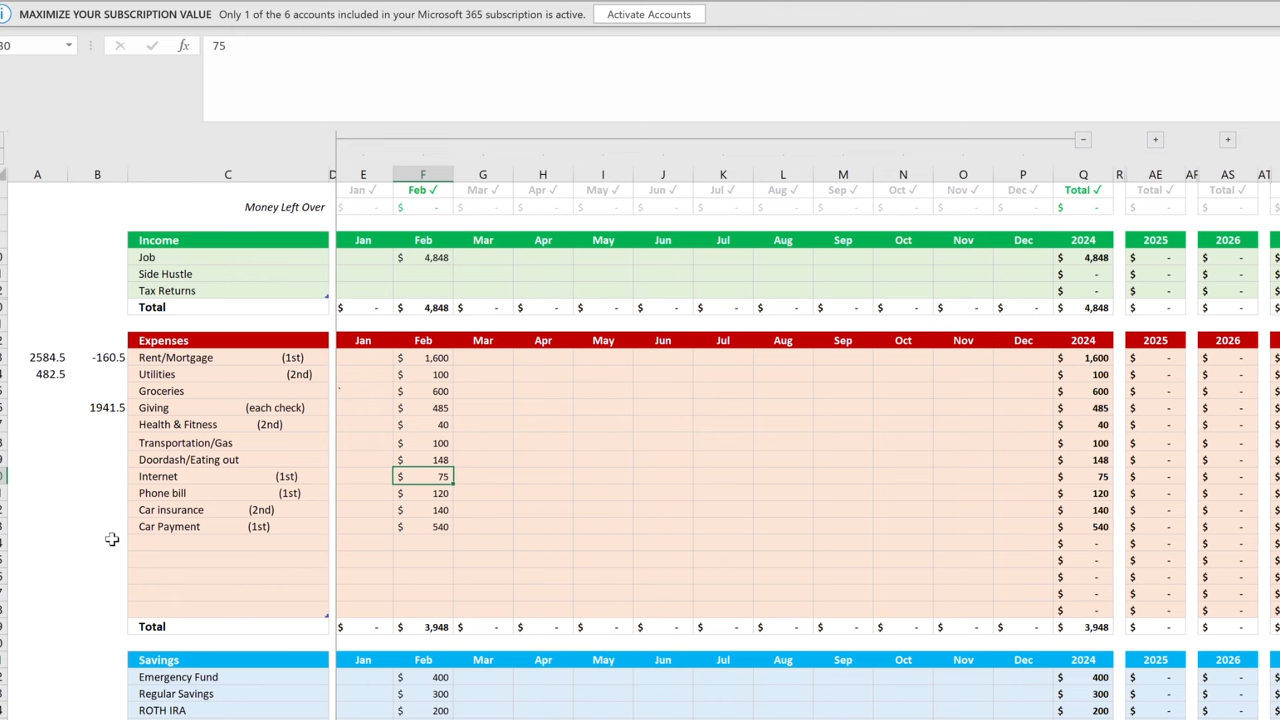 MAXIMIZE YOUR SUBSCRIPTION VALUE Only 1 of the 6 accounts included in your Microsoft 365 subscription is active. Activate Accounts
fx 75
A B C D E F G H I J K L M N O P Q R AE AF AS AT
Jan ✓ Feb ✓ Mar ✓ Apr ✓ May ✓ Jun ✓ Jul ✓ Aug ✓ Sep ✓ Oct ✓ Nov ✓ Dec ✓ Total ✓ Total ✓ Total ✓
Money Left Over $ - $ - $ - $ - $ - $ - $ - $ - $ - $ - $ - $ - $ - $ - $ - $
Income Jan Feb Mar Apr May Jun Jul Aug Sep Oct Nov Dec 2024 2025 2026
Job $ 4,848 $ 4,848 $ - $ - $
Side Hustle $ - $ - $ - $
Tax Returns $ - $ - $ - $
Total $ - $ 4,848 $ - $ - $ - $ - $ - $ - $ - $ - $ - $ - $ 4,848 $ - $ - $
Expenses Jan Feb Mar Apr May Jun Jul Aug Sep Oct Nov Dec 2024 2025 2026
2584.5 -160.5 Rent/Mortgage (1st) $ 1,600 $ 1,600 $ - $ - $
482.5 Utilities (2nd) $ 100 $ 100 $ - $ - $
Groceries ` $ 600 $ 600 $ - $ - $
1941.5 Giving (each check) $ 485 $ 485 $ - $ - $
Health & Fitness (2nd) $ 40 $ 40 $ - $ - $
Transportation/Gas $ 100 $ 100 $ - $ - $
Doordash/Eating out $ 148 $ 148 $ - $ - $
Internet (1st) $ 75 $ 75 $ - $ - $
Phone bill (1st) $ 120 $ 120 $ - $ - $
Car insurance (2nd) $ 140 $ 140 $ - $ - $
Car Payment (1st) $ 540 $ 540 $ - $ - $
$ - $ - $ - $
$ - $ - $ - $
$ - $ - $ - $
$ - $ - $ - $
$ - $ - $ - $
Total $ - $ 3,948 $ - $ - $ - $ - $ - $ - $ - $ - $ - $ - $ 3,948 $ - $ - $
Savings Jan Feb Mar Apr May Jun Jul Aug Sep Oct Nov Dec 2024 2025 2026
Emergency Fund $ 400 $ 400 $ - $ - $
Regular Savings $ 300 $ 300 $ - $ - $
ROTH IRA $ 200 $ 200 $ - $ - $